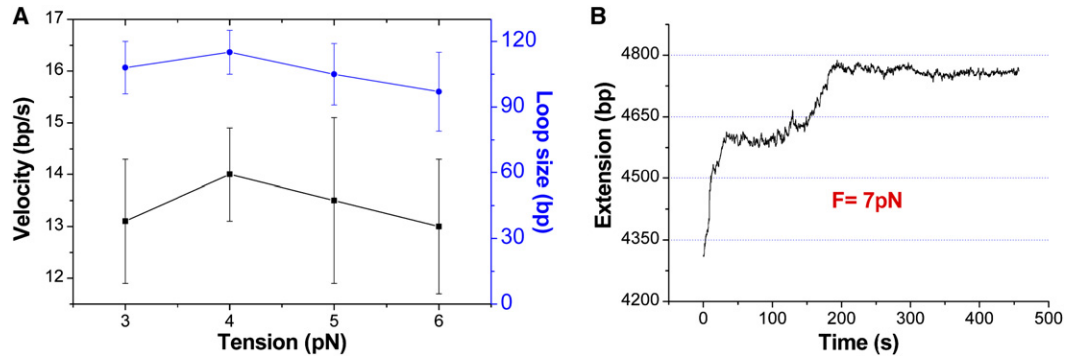 A
17
16
15
14
13
12
Velocity (bp/s)
3 4 5 6
Tension (pN)
120
90
60
30
0
Loop size (bp)
B
4800
4650
4500
4350
4200
Extension (bp)
F= 7pN
0 100 200 300 400 500
Time (s)